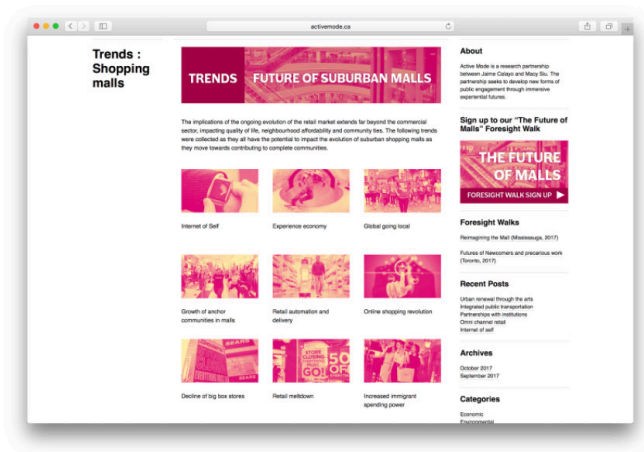 activemode.ca
Trends :
Shopping
malls
TRENDS FUTURE OF SUBURBAN MALLS
The implications of the ongoing evolution of the retail market extends far beyond the commercial
sector, impacting quality of life, neighbourhood affordability and community ties. The following trends
were collected as they all have the potential to impact the evolution of suburban shopping malls as
they move towards contributing to complete communities.
Internet of Self
Experience economy
Global going local
Growth of anchor
communities in malls
Retail automation and
delivery
Online shopping revolution
SEARS
SEARS
STORE
CLOSING
GO!
50
OF
Decline of big box stores
Retail meltdown
Increased immigrant
spending power
About
Active Mode is a research partnership
between Jaime Calayo and Macy Siu. The
partnership seeks to develop new forms of
public engagement through immersive
experiential futures.
Sign up to our "The Future of
Malls" Foresight Walk
THE FUTURE
OF MALLS
FORESIGHT WALK SIGN UP
Foresight Walks
Reimagining the Mall (Mississauga, 2017)
Futures of Newcomers and precarious work
(Toronto, 2017)
Recent Posts
Urban renewal through the arts
Integrated public transportation
Partnerships with institutions
Omni channel retail
Internet of self
Archives
October 2017
September 2017
Categories
Economic
Environmental